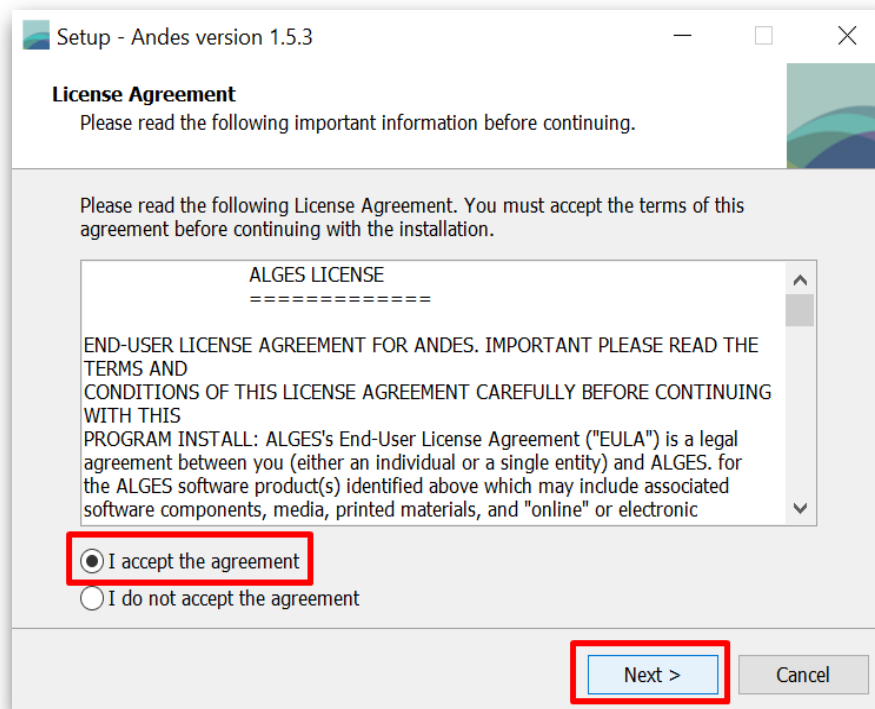 Setup - Andes version 1.5.3
License Agreement
Please read the following important information before continuing.
Please read the following License Agreement. You must accept the terms of this
agreement before continuing with the installation.
ALGES LICENSE
=============
END-USER LICENSE AGREEMENT FOR ANDES. IMPORTANT PLEASE READ THE
TERMS AND
CONDITIONS OF THIS LICENSE AGREEMENT CAREFULLY BEFORE CONTINUING
WITH THIS
PROGRAM INSTALL: ALGES's End-User License Agreement ("EULA") is a legal
agreement between you (either an individual or a single entity) and ALGES. for
the ALGES software product(s) identified above which may include associated
software components, media, printed materials, and "online" or electronic
I accept the agreement
I do not accept the agreement
Next >
Cancel